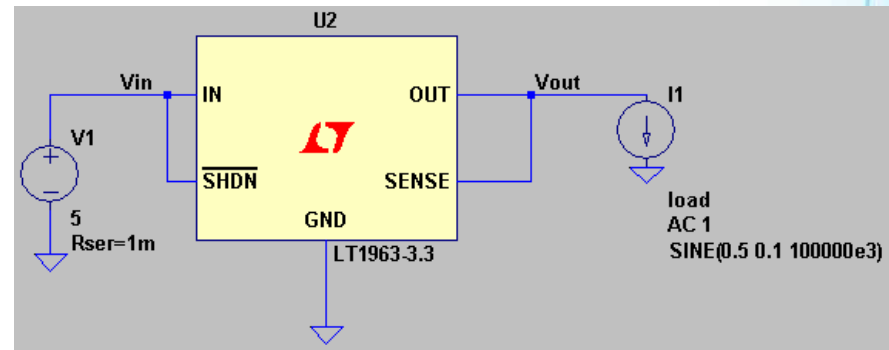 U2
Vin
IN
OUT
Vout
I1
V1
SHDN
SENSE
load
5
GND
AC 1
Rser=1m
LT1963-3.3
SINE(0.5 0.1 100000e3)